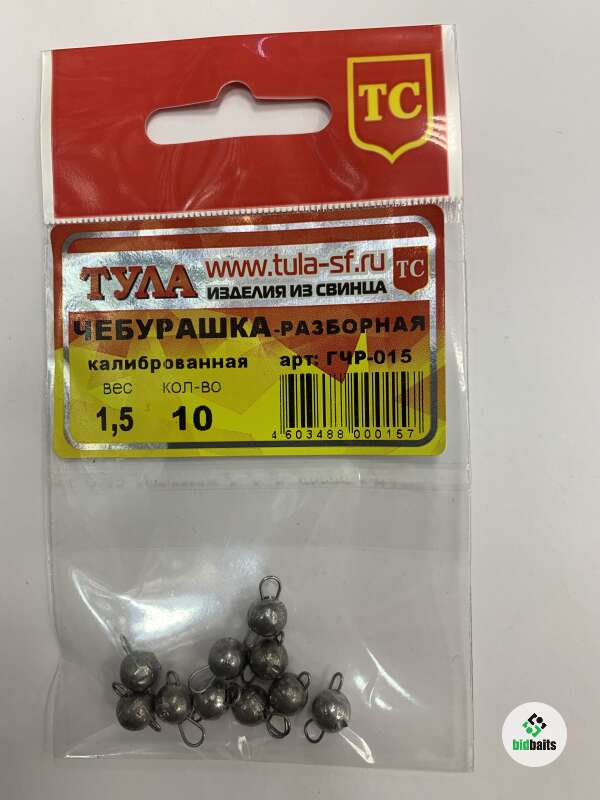 ТС
ТУЛА www.tula-sf.ru ТС
ИЗДЕЛИЯ ИЗ СВИНЦА
ЧЕБУРАШКА-РАЗБОРНАЯ
калиброванная арт: ГЧР-015
вес кол-во
1,5 10
4 603488 000157
bidbaits